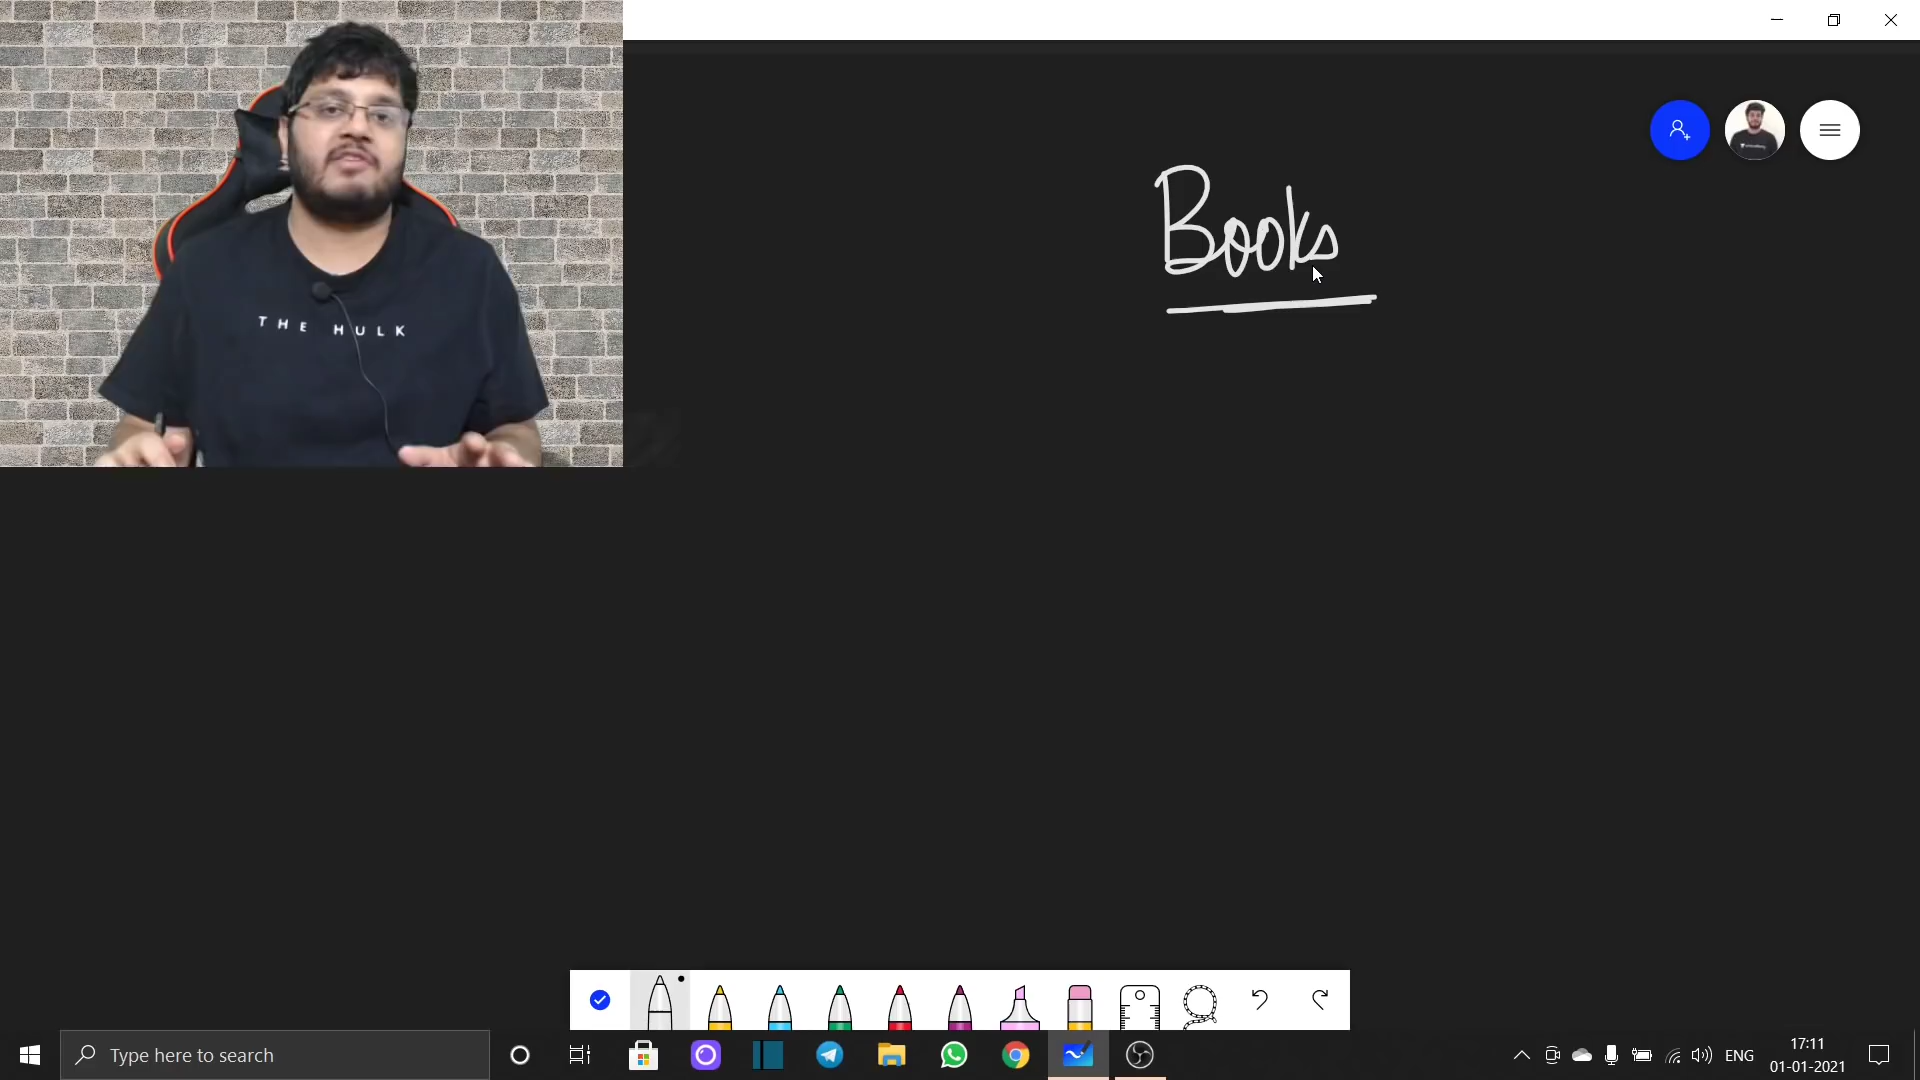 Books
THE HULK
Type here to search
ENG
17:11
01-01-2021